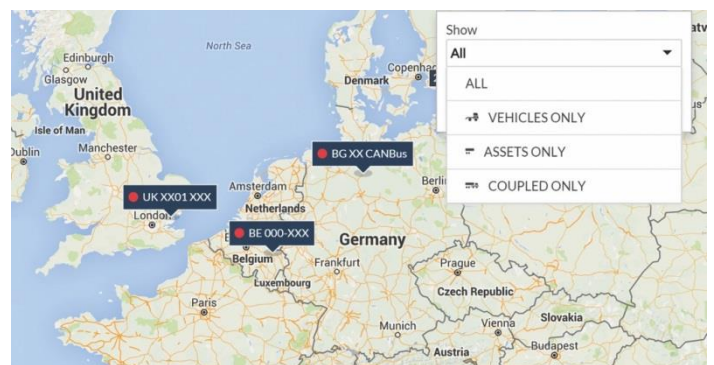 Show
All
ALL
VEHICLES ONLY
ASSETS ONLY
COUPLED ONLY
North Sea
Edinburgh
Glasgow
United
Kingdom
Isle of Man
Manchester
Denmark
BG XX CANBus
UK XX01 XXX
Amsterdam
Netherlands
BE 000-XXX
Belgium
Germany
Frankfurt
Luxembourg
Prague
Czech Republic
Paris
Munich
Vienna
Slovakia
Austria
Budapest